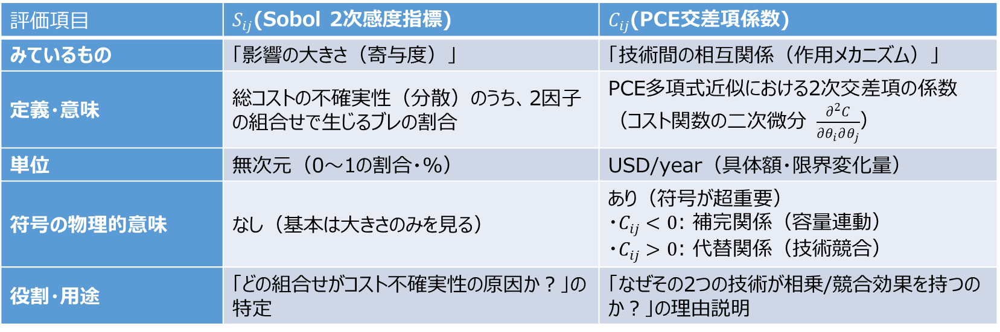 評価項目
S_ij(Sobol 2次感度指標)
C_ij(PCE交差項係数)
みているもの
「影響の大きさ（寄与度）」
「技術間の相互関係（作用メカニズム）」
定義・意味
総コストの不確実性（分散）のうち、2因子
の組合せで生じるブレの割合
PCE多項式近似における2次交差項の係数
（コスト関数の二次微分 ∂²C/∂θ_i∂θ_j）
単位
無次元（0～1の割合・%）
USD/year（具体額・限界変化量）
符号の物理的意味
なし（基本は大きさのみを見る）
あり（符号が超重要）
・C_ij < 0: 補完関係（容量連動）
・C_ij > 0: 代替関係（技術競合）
役割・用途
「どの組合せがコスト不確実性の原因か？」の
特定
「なぜその2つの技術が相乗/競合効果を持つの
か？」の理由説明